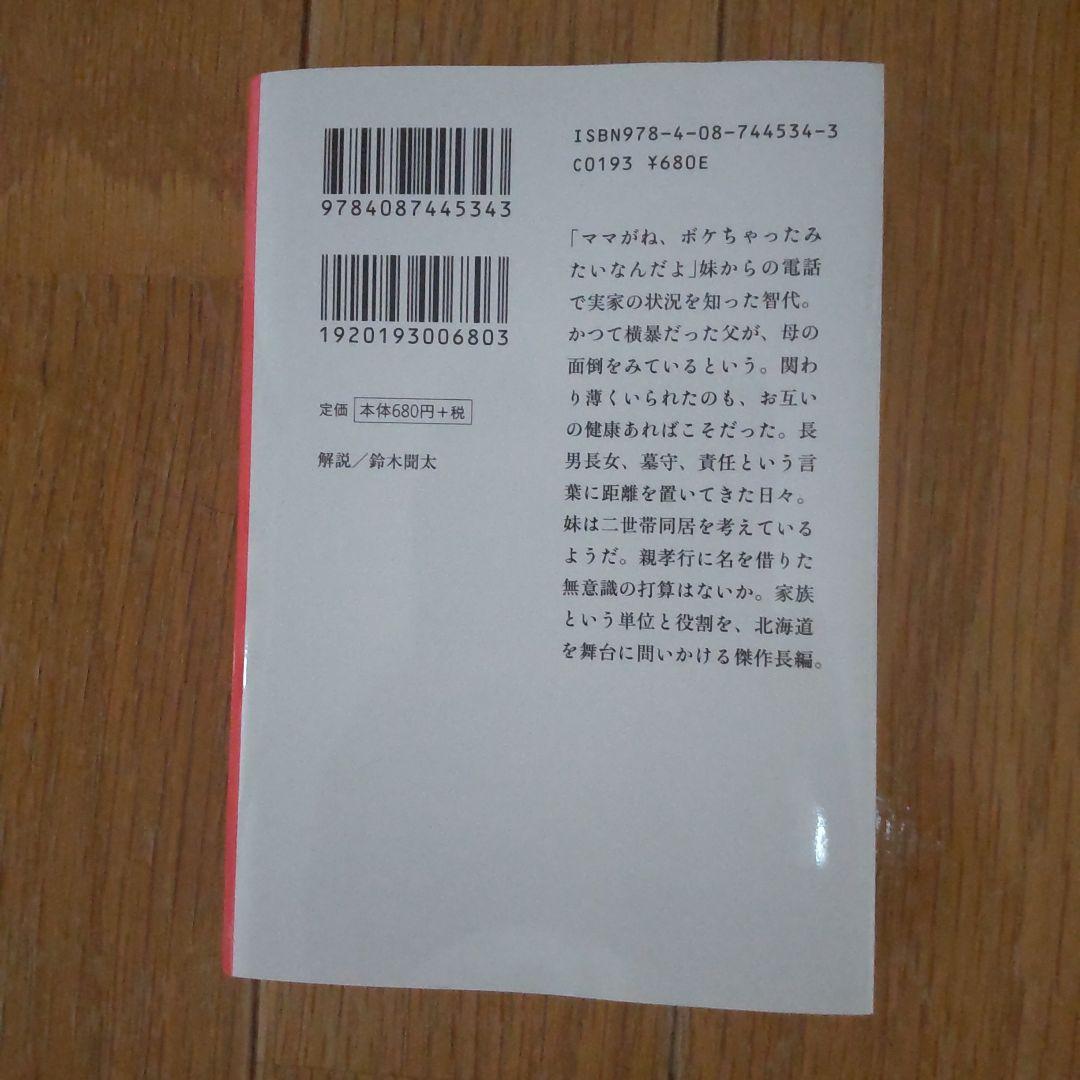 ISBN978-4-08-744534-3
C0193 ¥680E
9784087445343
1920193006803
定価 本体680円+税
解説／鈴木聞太
「ママがね、ボケちゃったみ
たいなんだよ」妹からの電話
で実家の状況を知った智代。
かつて横暴だった父が、母の
面倒をみているという。関わ
り薄くいられたのも、お互い
の健康あればこそだった。長
男長女、墓守、責任という言
葉に距離を置いてきた日々。
妹は二世帯同居を考えている
ようだ。親孝行に名を借りた
無意識の打算はないか。家族
という単位と役割を、北海道
を舞台に問いかける傑作長編。